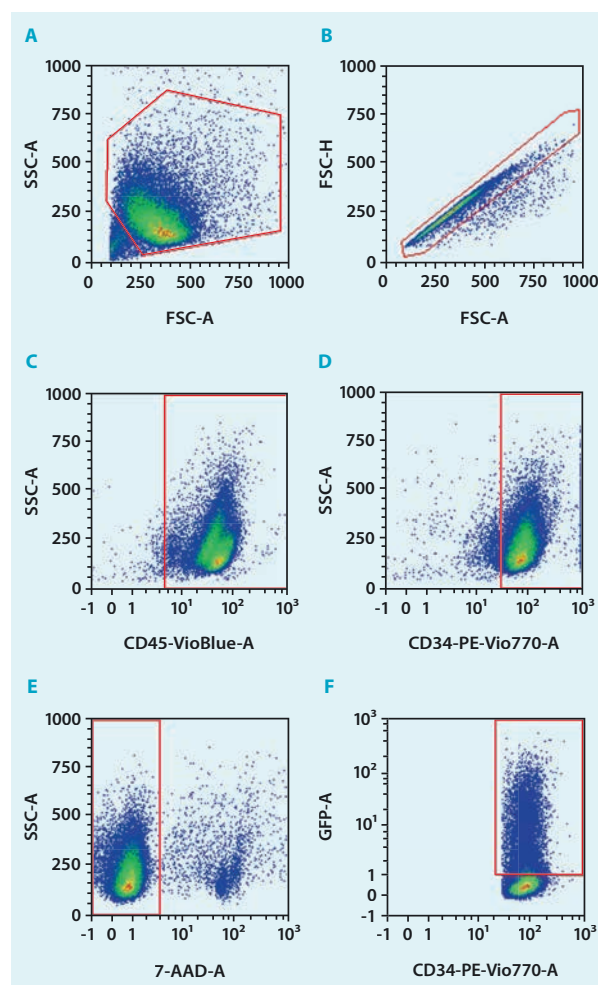 A
1000
750
500
250
0
SSC-A
0 250 500 750 1000
FSC-A
B
1000
750
500
250
0
FSC-H
0 250 500 750 1000
FSC-A
C
1000
750
500
250
0
SSC-A
-1 0 1 10¹ 10² 10³
CD45-VioBlue-A
D
1000
750
500
250
0
SSC-A
-1 0 1 10¹ 10² 10³
CD34-PE-Vio770-A
E
1000
750
500
250
0
SSC-A
-1 0 1 10¹ 10² 10³
7-AAD-A
F
10³
10²
10¹
1
0
-1
GFP-A
-1 0 1 10¹ 10² 10³
CD34-PE-Vio770-A